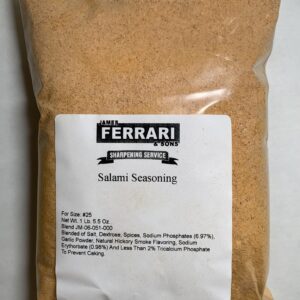 JAMES
FERRARI
& SONS
SHARPENING SERVICE
Salami Seasoning
For Size: #25
Net Wt. 1 Lb. 5.5 Oz.
Blend JM-06-051-000
Blended of Salt, Dextrose, Spices, Sodium Phosphates (6.97%),
Garlic Powder, Natural Hickory Smoke Flavoring, Sodium
Erythorbate (0.98%) And Less Than 2% Tricalcium Phosphate
To Prevent Caking.